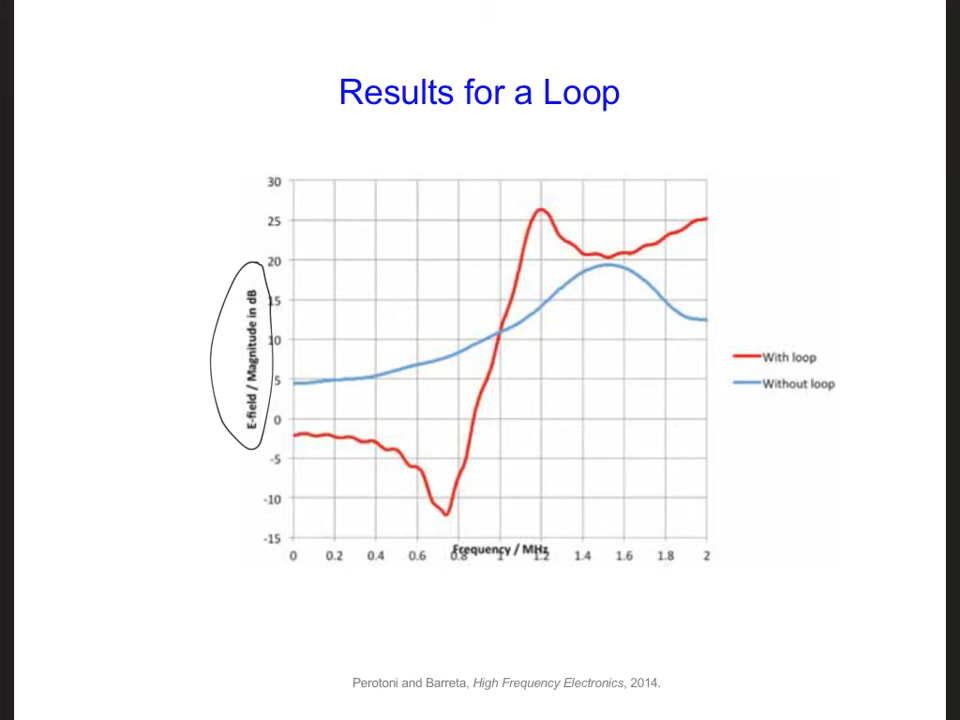 Results for a Loop
30
25
20
15
10
5
0
-5
-10
-15
E-field / Magnitude in dB
0 0.2 0.4 0.6 0.8 1 1.2 1.4 1.6 1.8 2
Frequency / MHz
With loop
Without loop
Perotoni and Barreta, High Frequency Electronics, 2014.